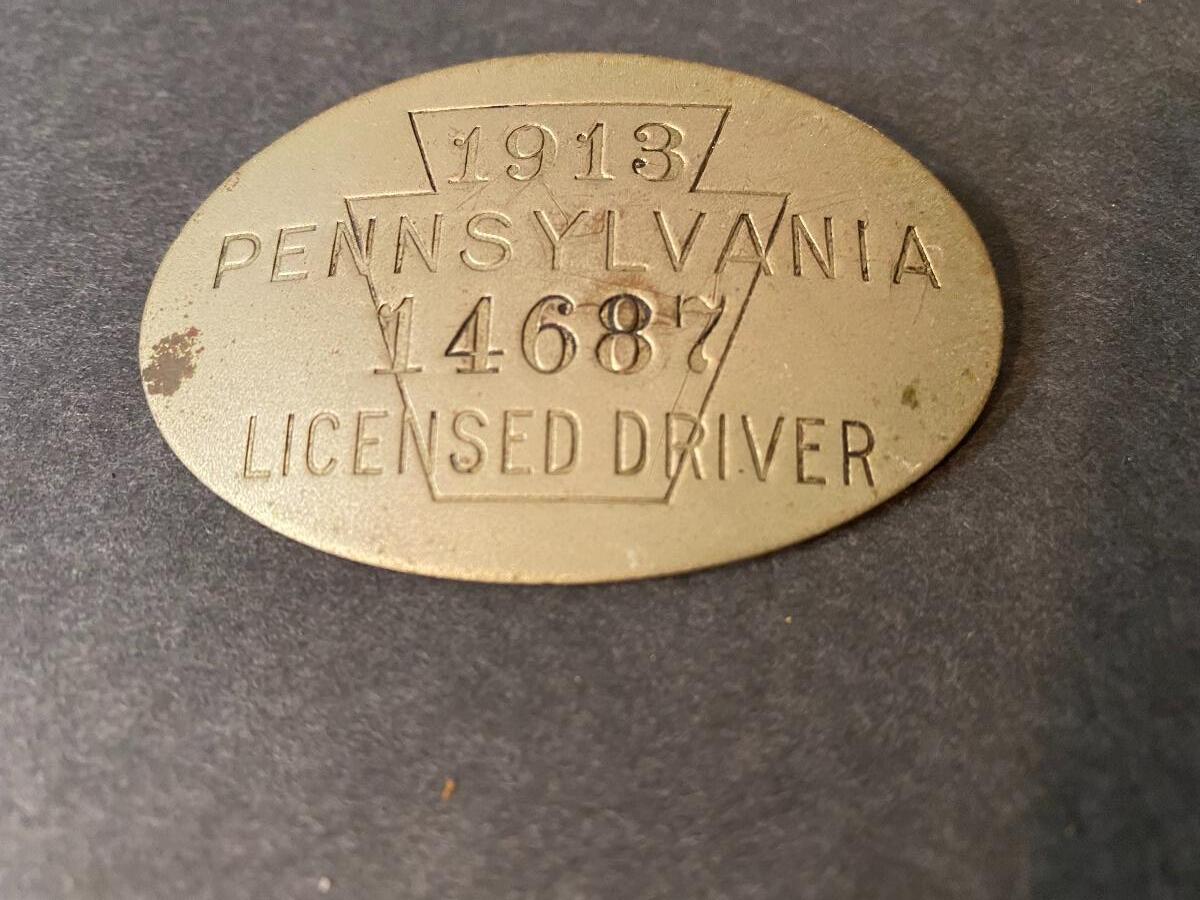 1913
PENNSYLVANIA
14687
LICENSED DRIVER